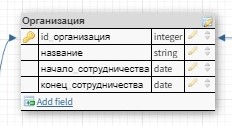 Организация
id_организация integer
название string
начало_сотрудничества date
конец_сотрудничества date
Add field